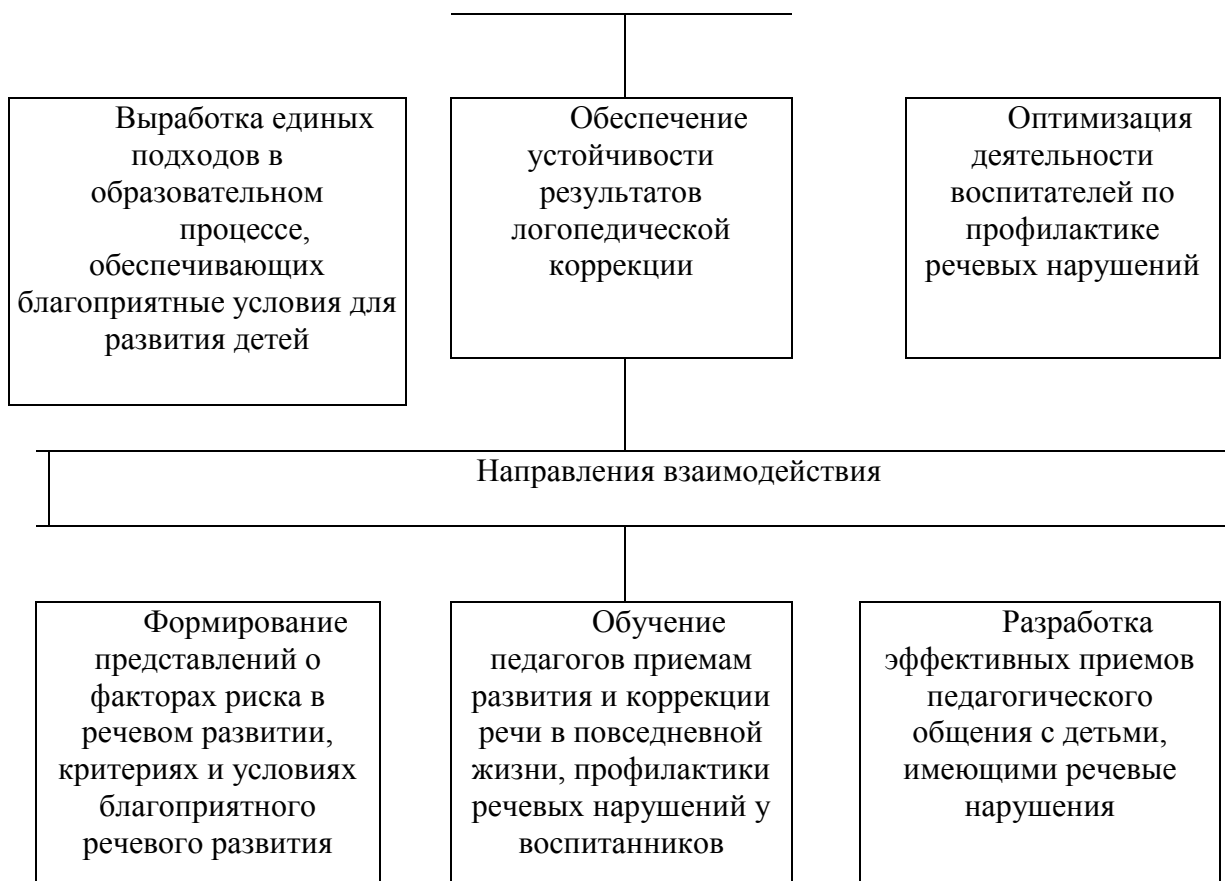 Выработка единых
подходов в
образовательном
процессе,
обеспечивающих
благоприятные условия для
развития детей
Обеспечение
устойчивости
результатов
логопедической
коррекции
Оптимизация
деятельности
воспитателей по
профилактике
речевых нарушений
Направления взаимодействия
Формирование
представлений о
факторах риска в
речевом развитии,
критериях и условиях
благоприятного
речевого развития
Обучение
педагогов приемам
развития и коррекции
речи в повседневной
жизни, профилактики
речевых нарушений у
воспитанников
Разработка
эффективных приемов
педагогического
общения с детьми,
имеющими речевые
нарушения